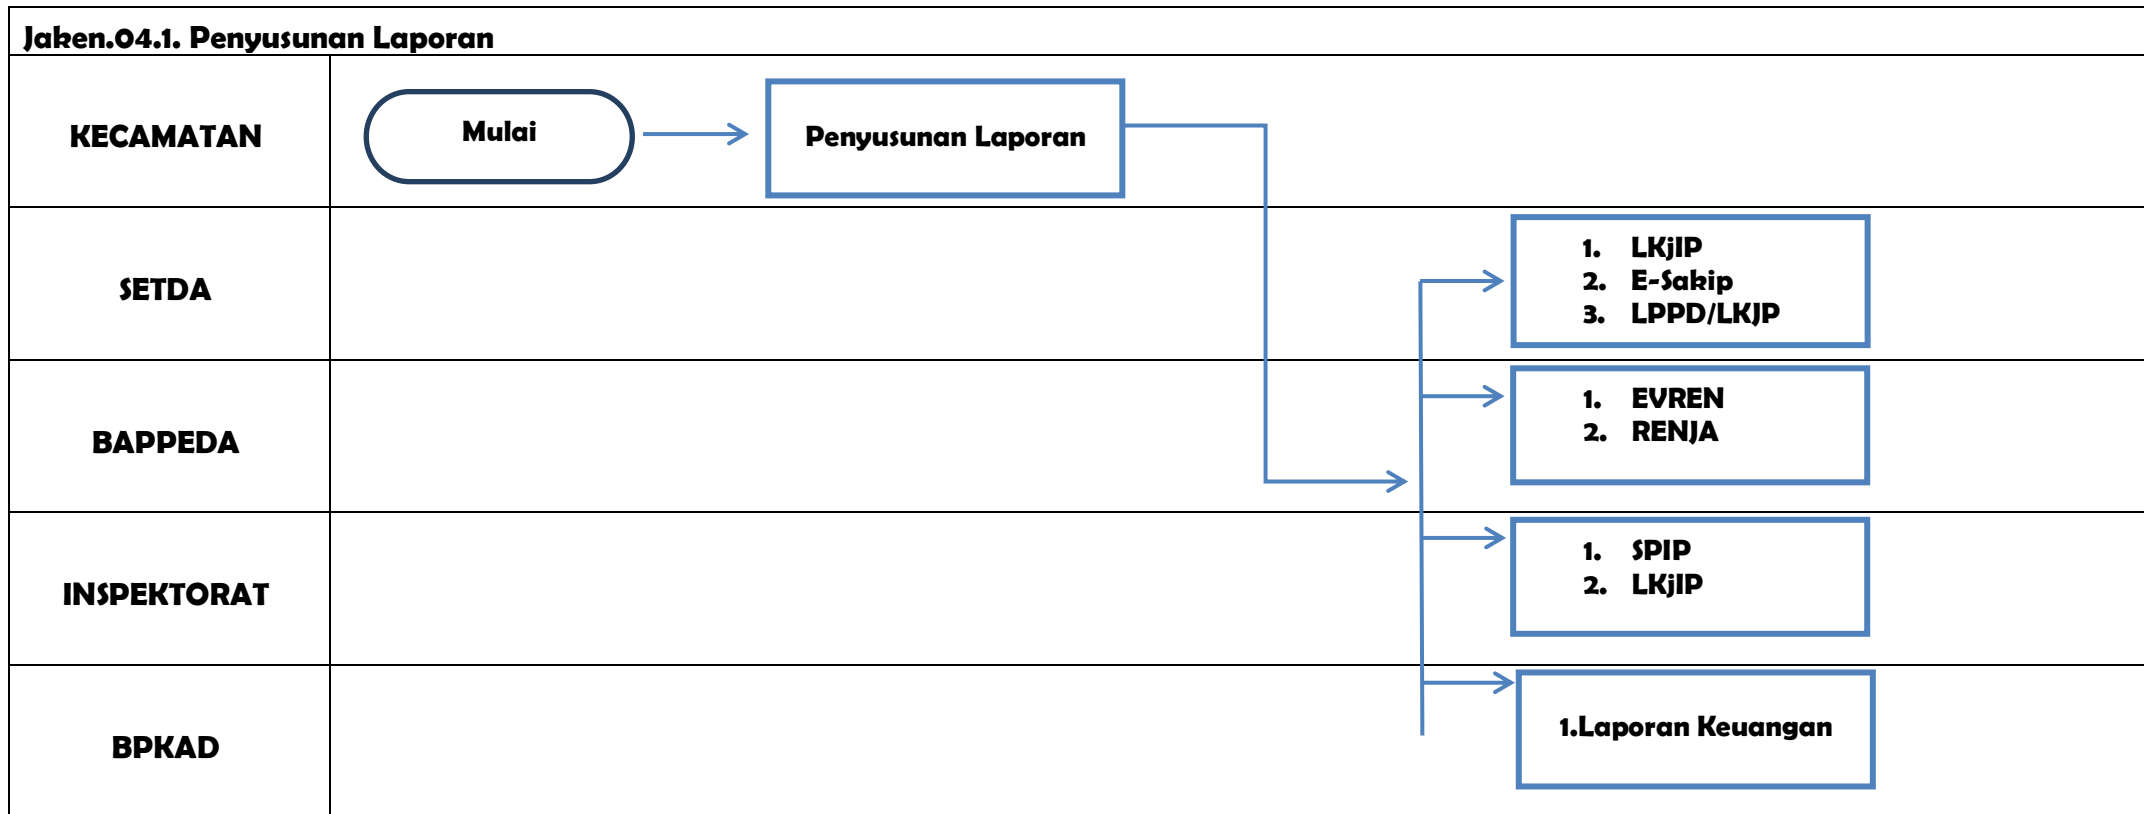 Jaken.04.1. Penyusunan Laporan
KECAMATAN
Mulai
Penyusunan Laporan
SETDA
1. LKjIP
2. E-Sakip
3. LPPD/LKJP
BAPPEDA
1. EVREN
2. RENJA
INSPEKTORAT
1. SPIP
2. LKjIP
BPKAD
1.Laporan Keuangan